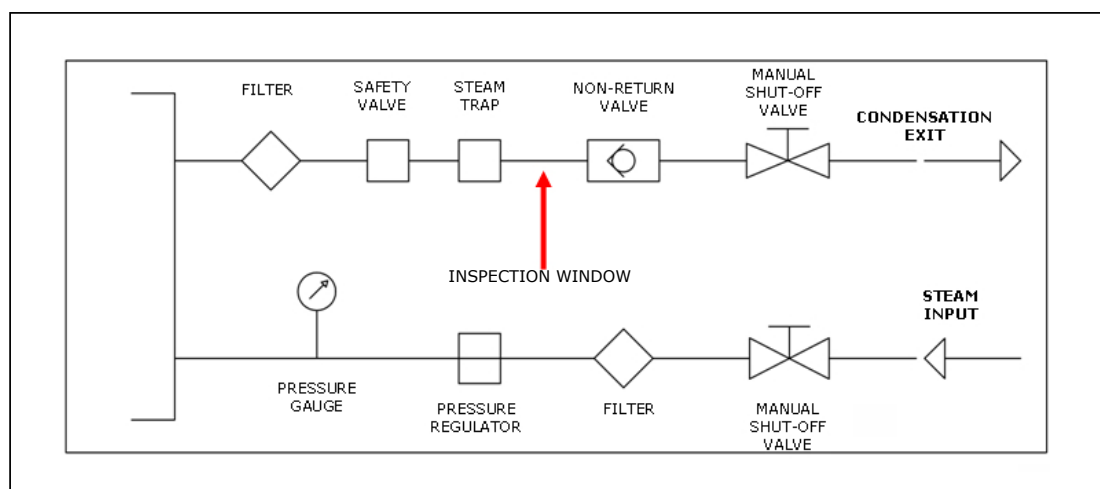 FILTER
SAFETY
VALVE
STEAM
TRAP
NON-RETURN
VALVE
MANUAL
SHUT-OFF
VALVE
CONDENSATION
EXIT
INSPECTION WINDOW
STEAM
INPUT
PRESSURE
GAUGE
PRESSURE
REGULATOR
FILTER
MANUAL
SHUT-OFF
VALVE